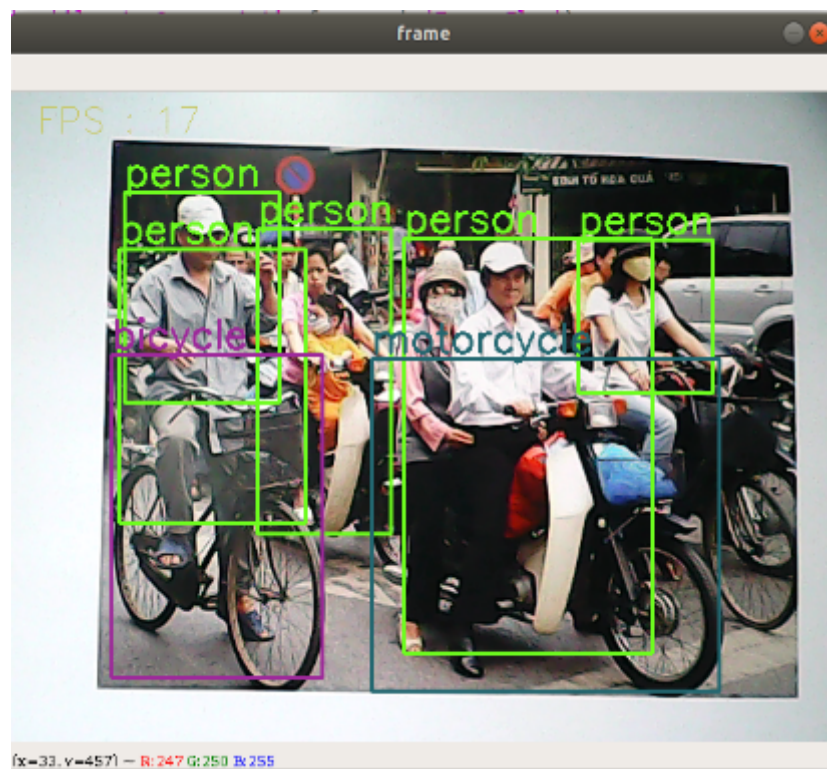 frame
FPS : 17
person
person
person
person
person
bicycle
motorcycle
(x=33, y=457) ~ R:247 G:250 B:255